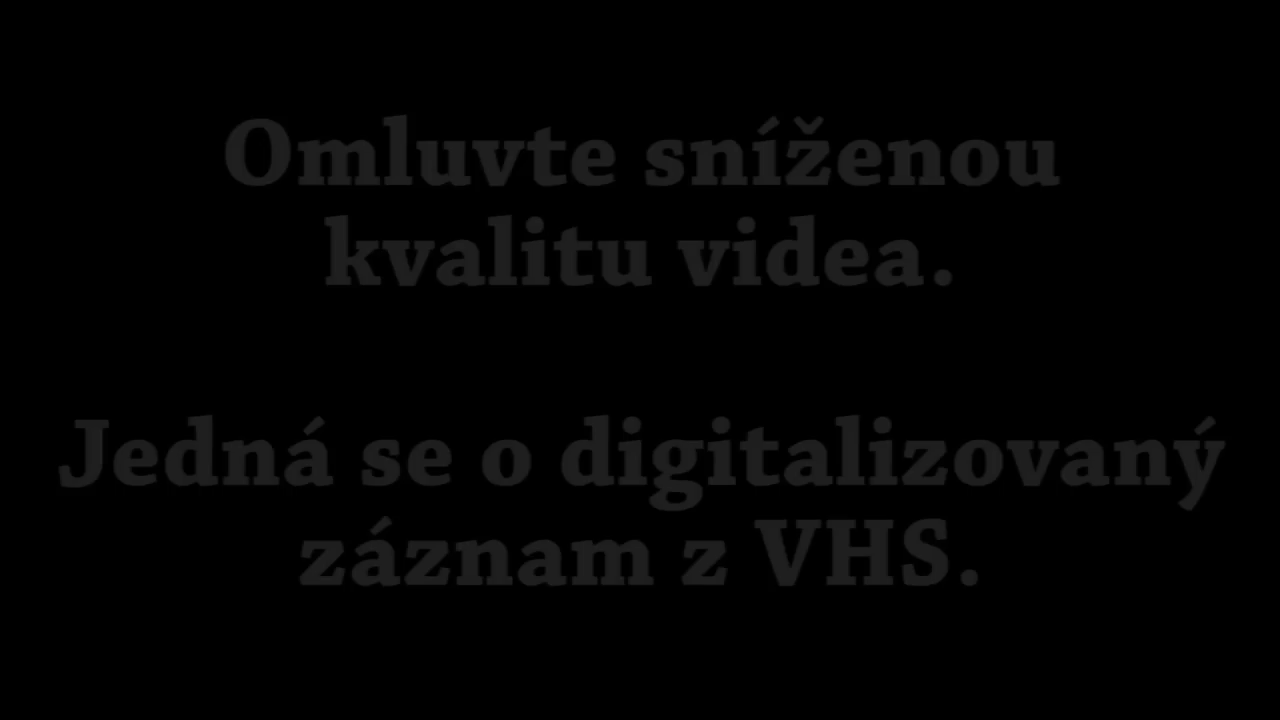 Omluvte sníženou
kvalitu videa.
Jedná se o digitalizovaný
záznam z VHS.